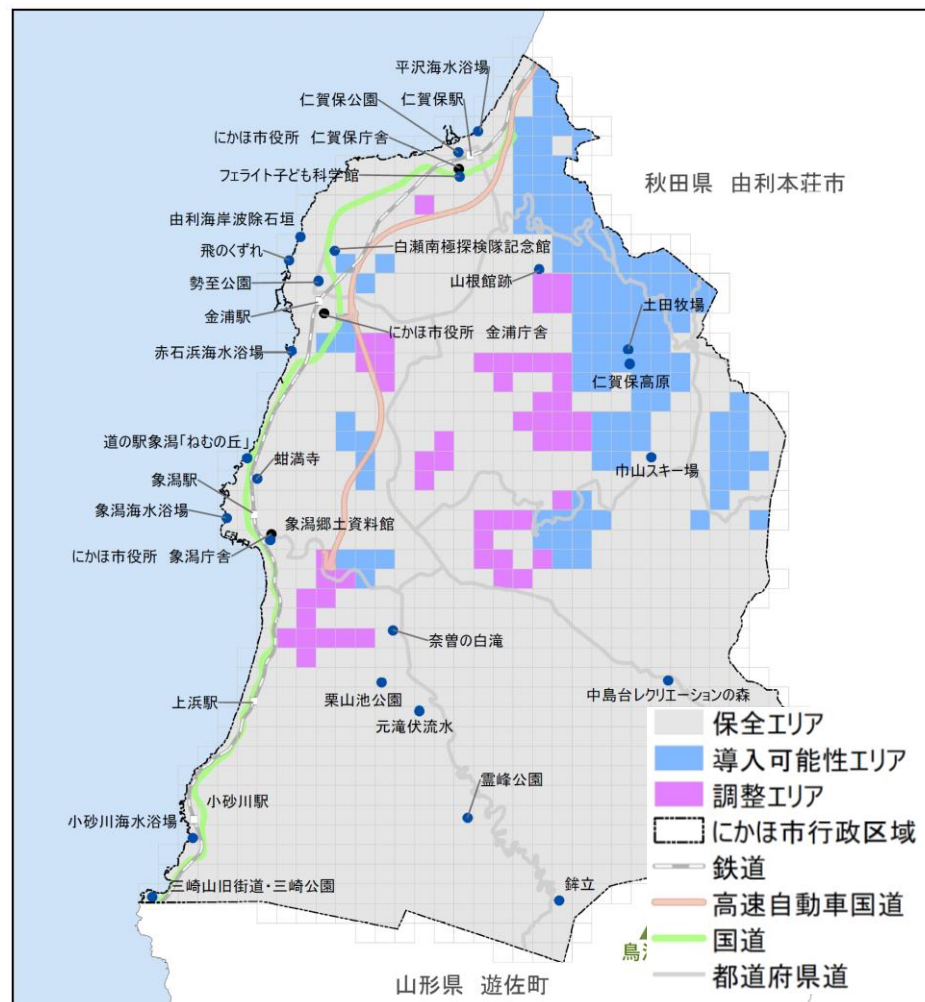 平沢海水浴場
仁賀保公園
仁賀保駅
にかほ市役所 仁賀保庁舎
フェライト子ども科学館
秋田県 由利本荘市
由利海岸波除石垣
飛のくずれ
白瀬南極探検隊記念館
勢至公園
山根館跡
金浦駅
にかほ市役所 金浦庁舎
土田牧場
赤石浜海水浴場
仁賀保高原
道の駅象潟「ねむの丘」
蚶満寺
巾山スキー場
象潟駅
象潟海水浴場
象潟郷土資料館
にかほ市役所 象潟庁舎
奈曽の白滝
栗山池公園
中島台レクリエーションの森
上浜駅
元滝伏流水
小砂川駅
霊峰公園
小砂川海水浴場
三崎山旧街道・三崎公園
鉾立
山形県 遊佐町
保全エリア
導入可能性エリア
調整エリア
にかほ市行政区域
鉄道
高速自動車国道
国道
都道府県道